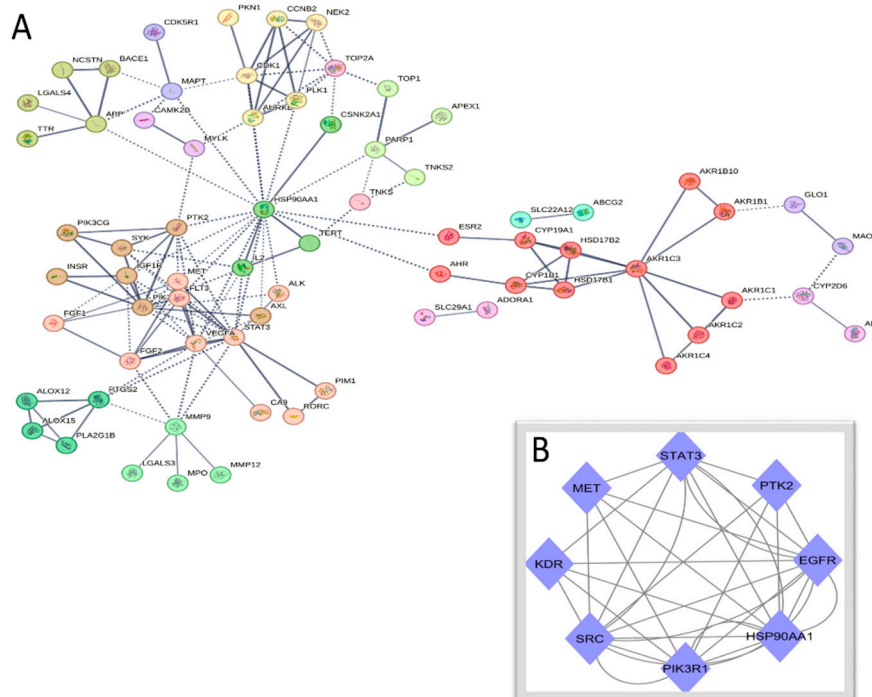 A
PKN1
CCNB2
NEK2
CDK5R1
NCSTN
BACE1
MAPT
CDK1
TOP2A
PLK1
TOP1
LGALS4
APP
CAMK2B
AURKB
CSNK2A1
APEX1
TTR
MYLK
PARP1
TNKS2
TNKS
HSP90AA1
AKR1B10
SLC22A12
ABCG2
AKR1B1
GLO1
PIK3CG
PTK2
SYK
TERT
ESR2
CYP19A1
HSD17B2
AKR1C3
MAO
INSR
IGF1R
IL2
MET
AHR
CYP1B1
HSD17B1
AKR1C1
CYP2D6
FLT3
ALK
AXL
SLC29A1
ADORA1
FGF1
VEGFA
STAT3
AKR1C2
FGF2
AKR1C4
ALOX12
PTGS2
PIM1
ALOX15
CA9
RORC
PLA2G1B
MMP9
LGALS3
MPO
MMP12
B
STAT3
MET
PTK2
KDR
EGFR
SRC
HSP90AA1
PIK3R1